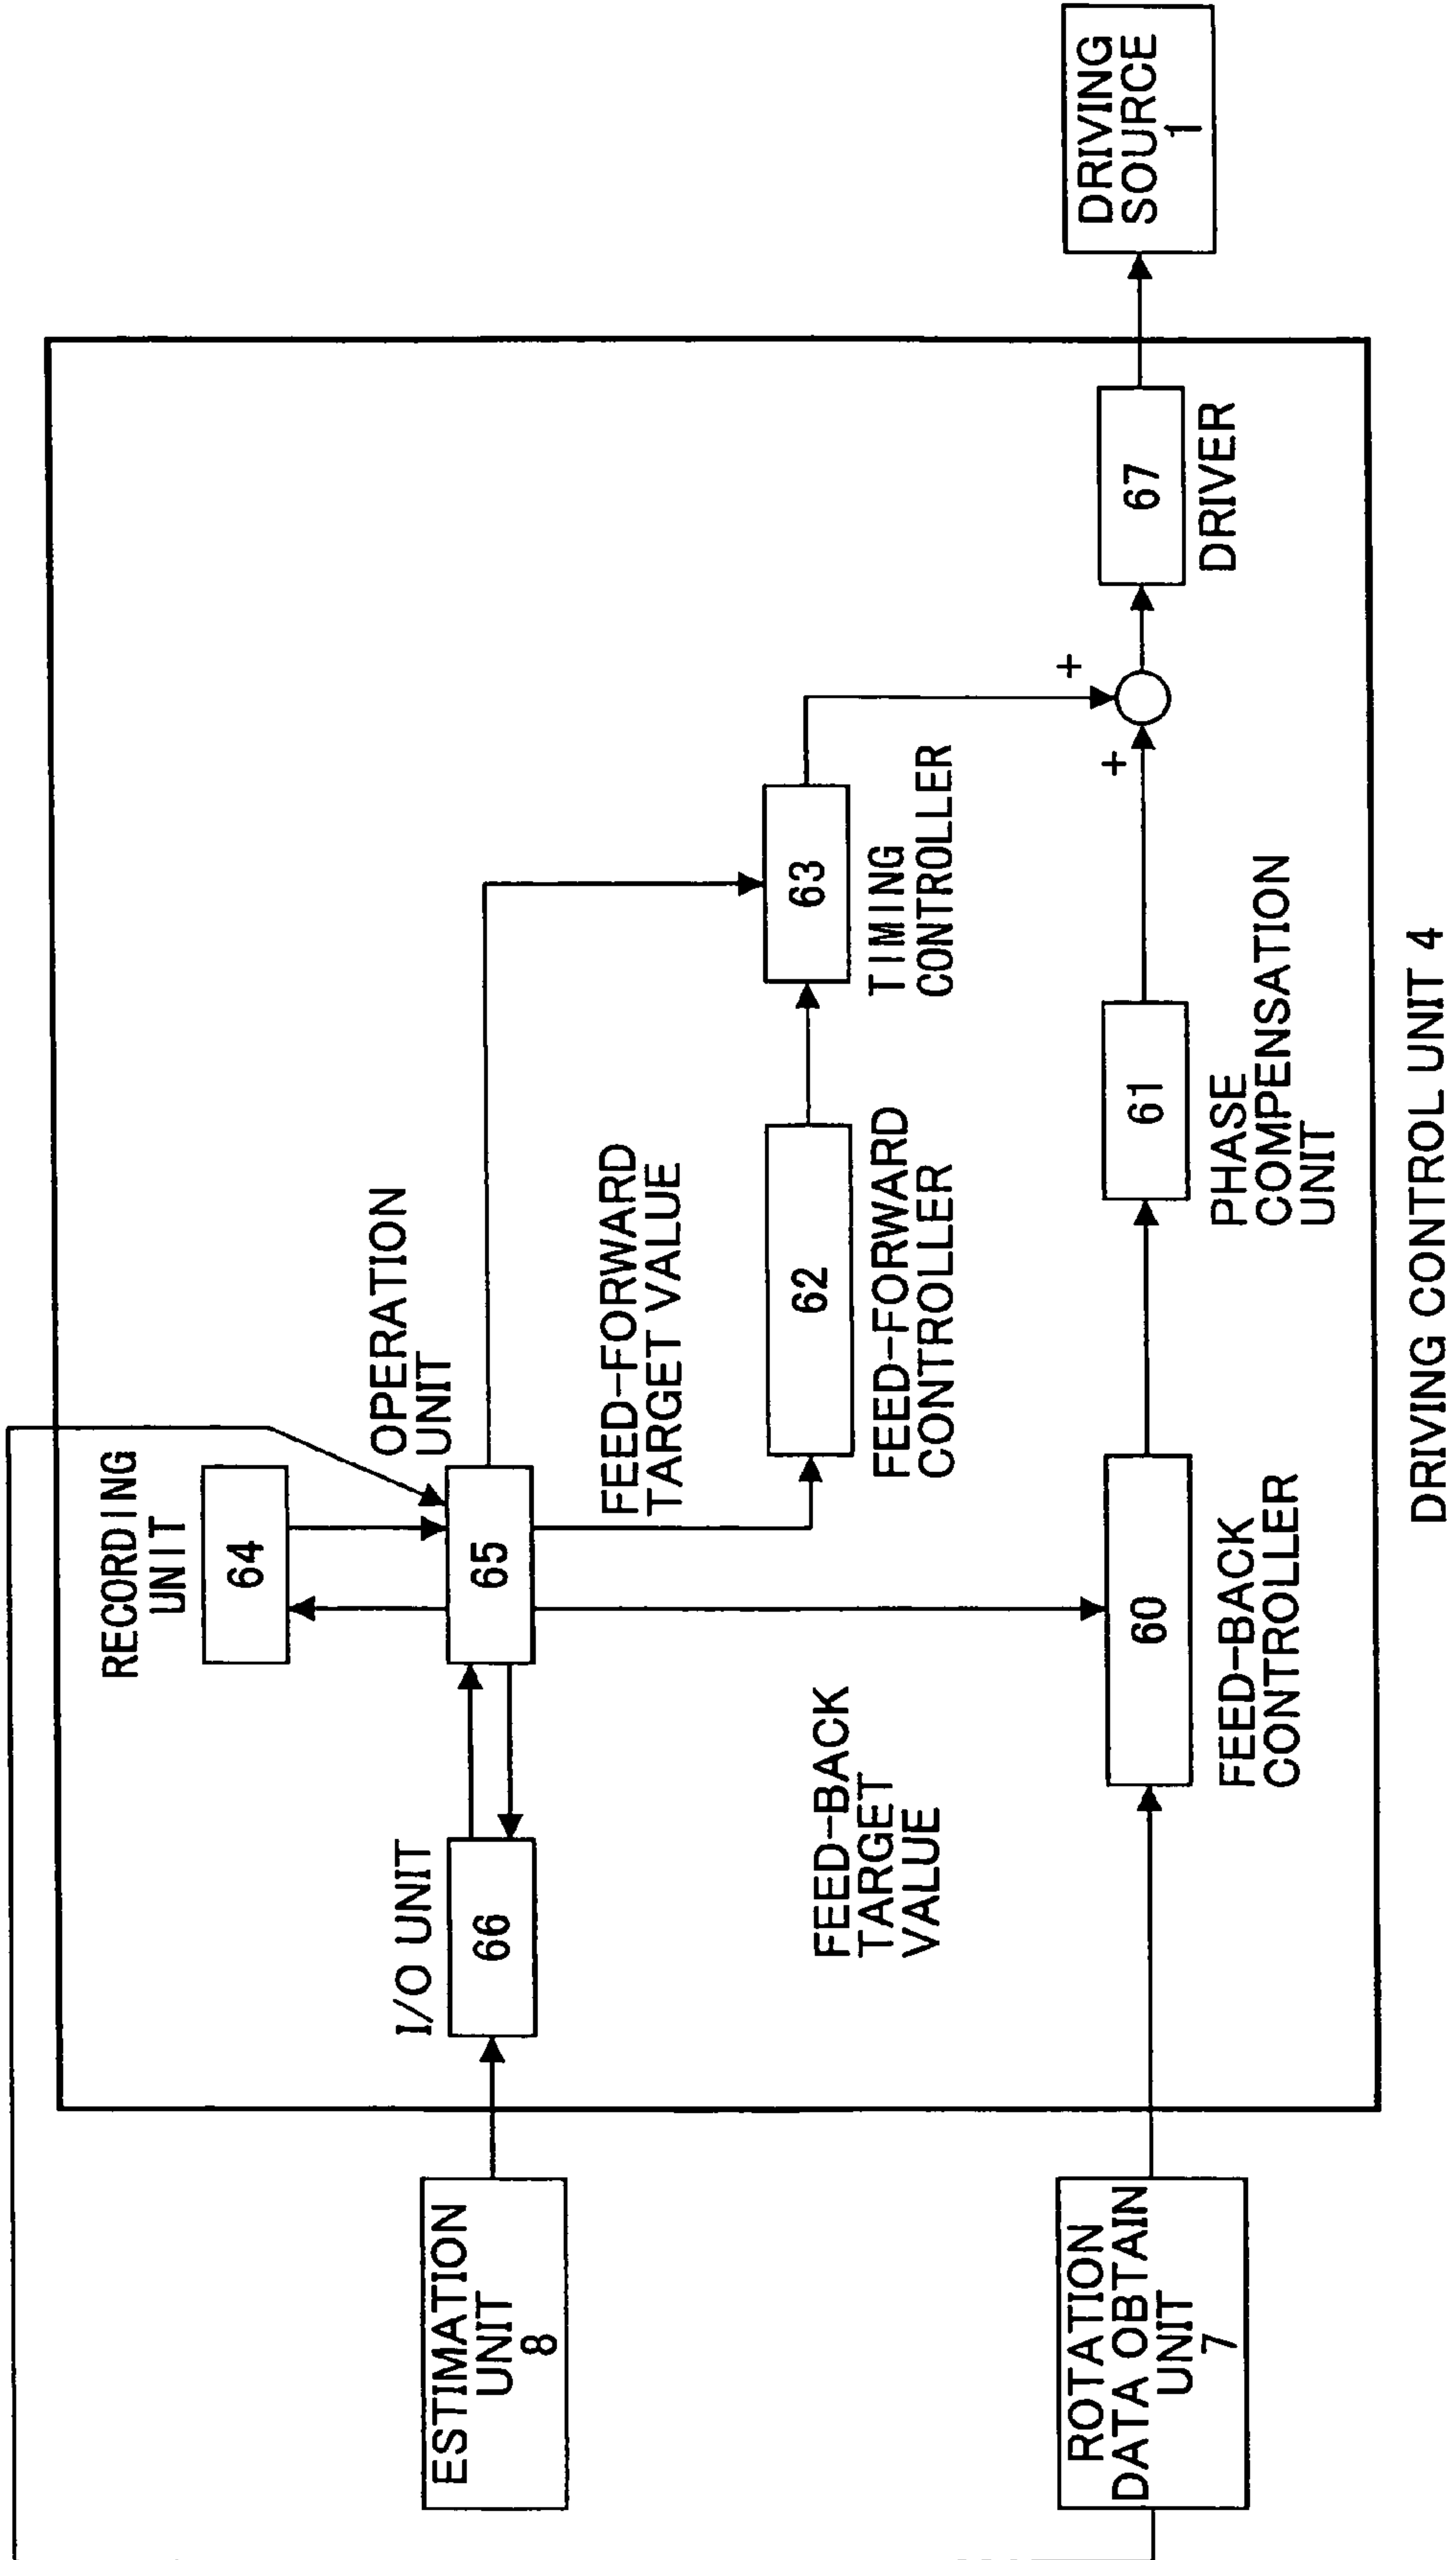 RECORDING
UNIT
64
OPERATION
UNIT
65
I/O UNIT
66
ESTIMATION
UNIT
8
FEED-FORWARD
TARGET VALUE
62
FEED-FORWARD
CONTROLLER
63
TIMING
CONTROLLER
FEED-BACK
TARGET
VALUE
ROTATION
DATA OBTAIN
UNIT
7
60
FEED-BACK
CONTROLLER
61
PHASE
COMPENSATION
UNIT
+
+
67
DRIVER
DRIVING
SOURCE
1
DRIVING CONTROL UNIT 4